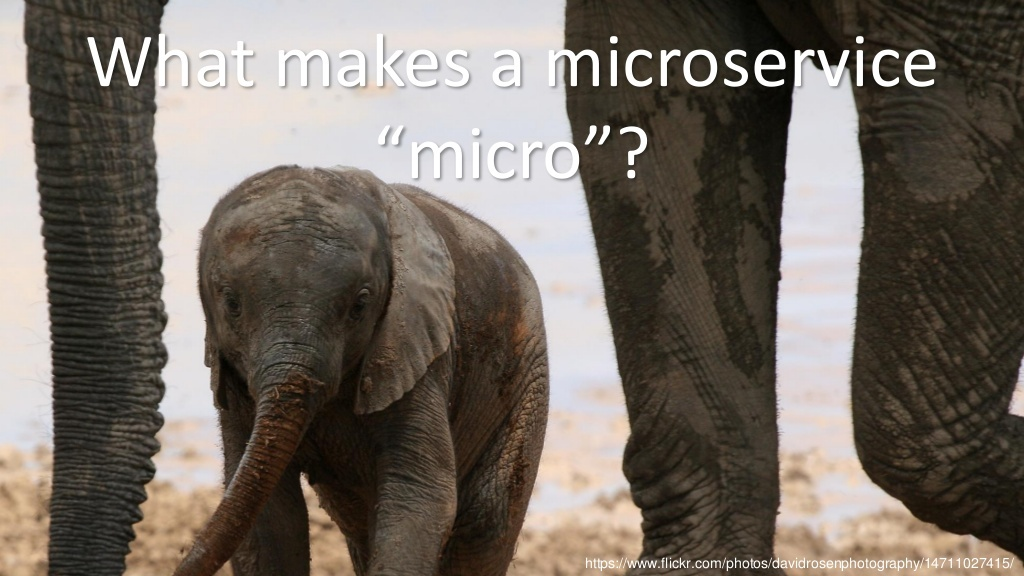 What makes a microservice
“micro”?
https://www.flickr.com/photos/davidrosenphotography/14711027415/